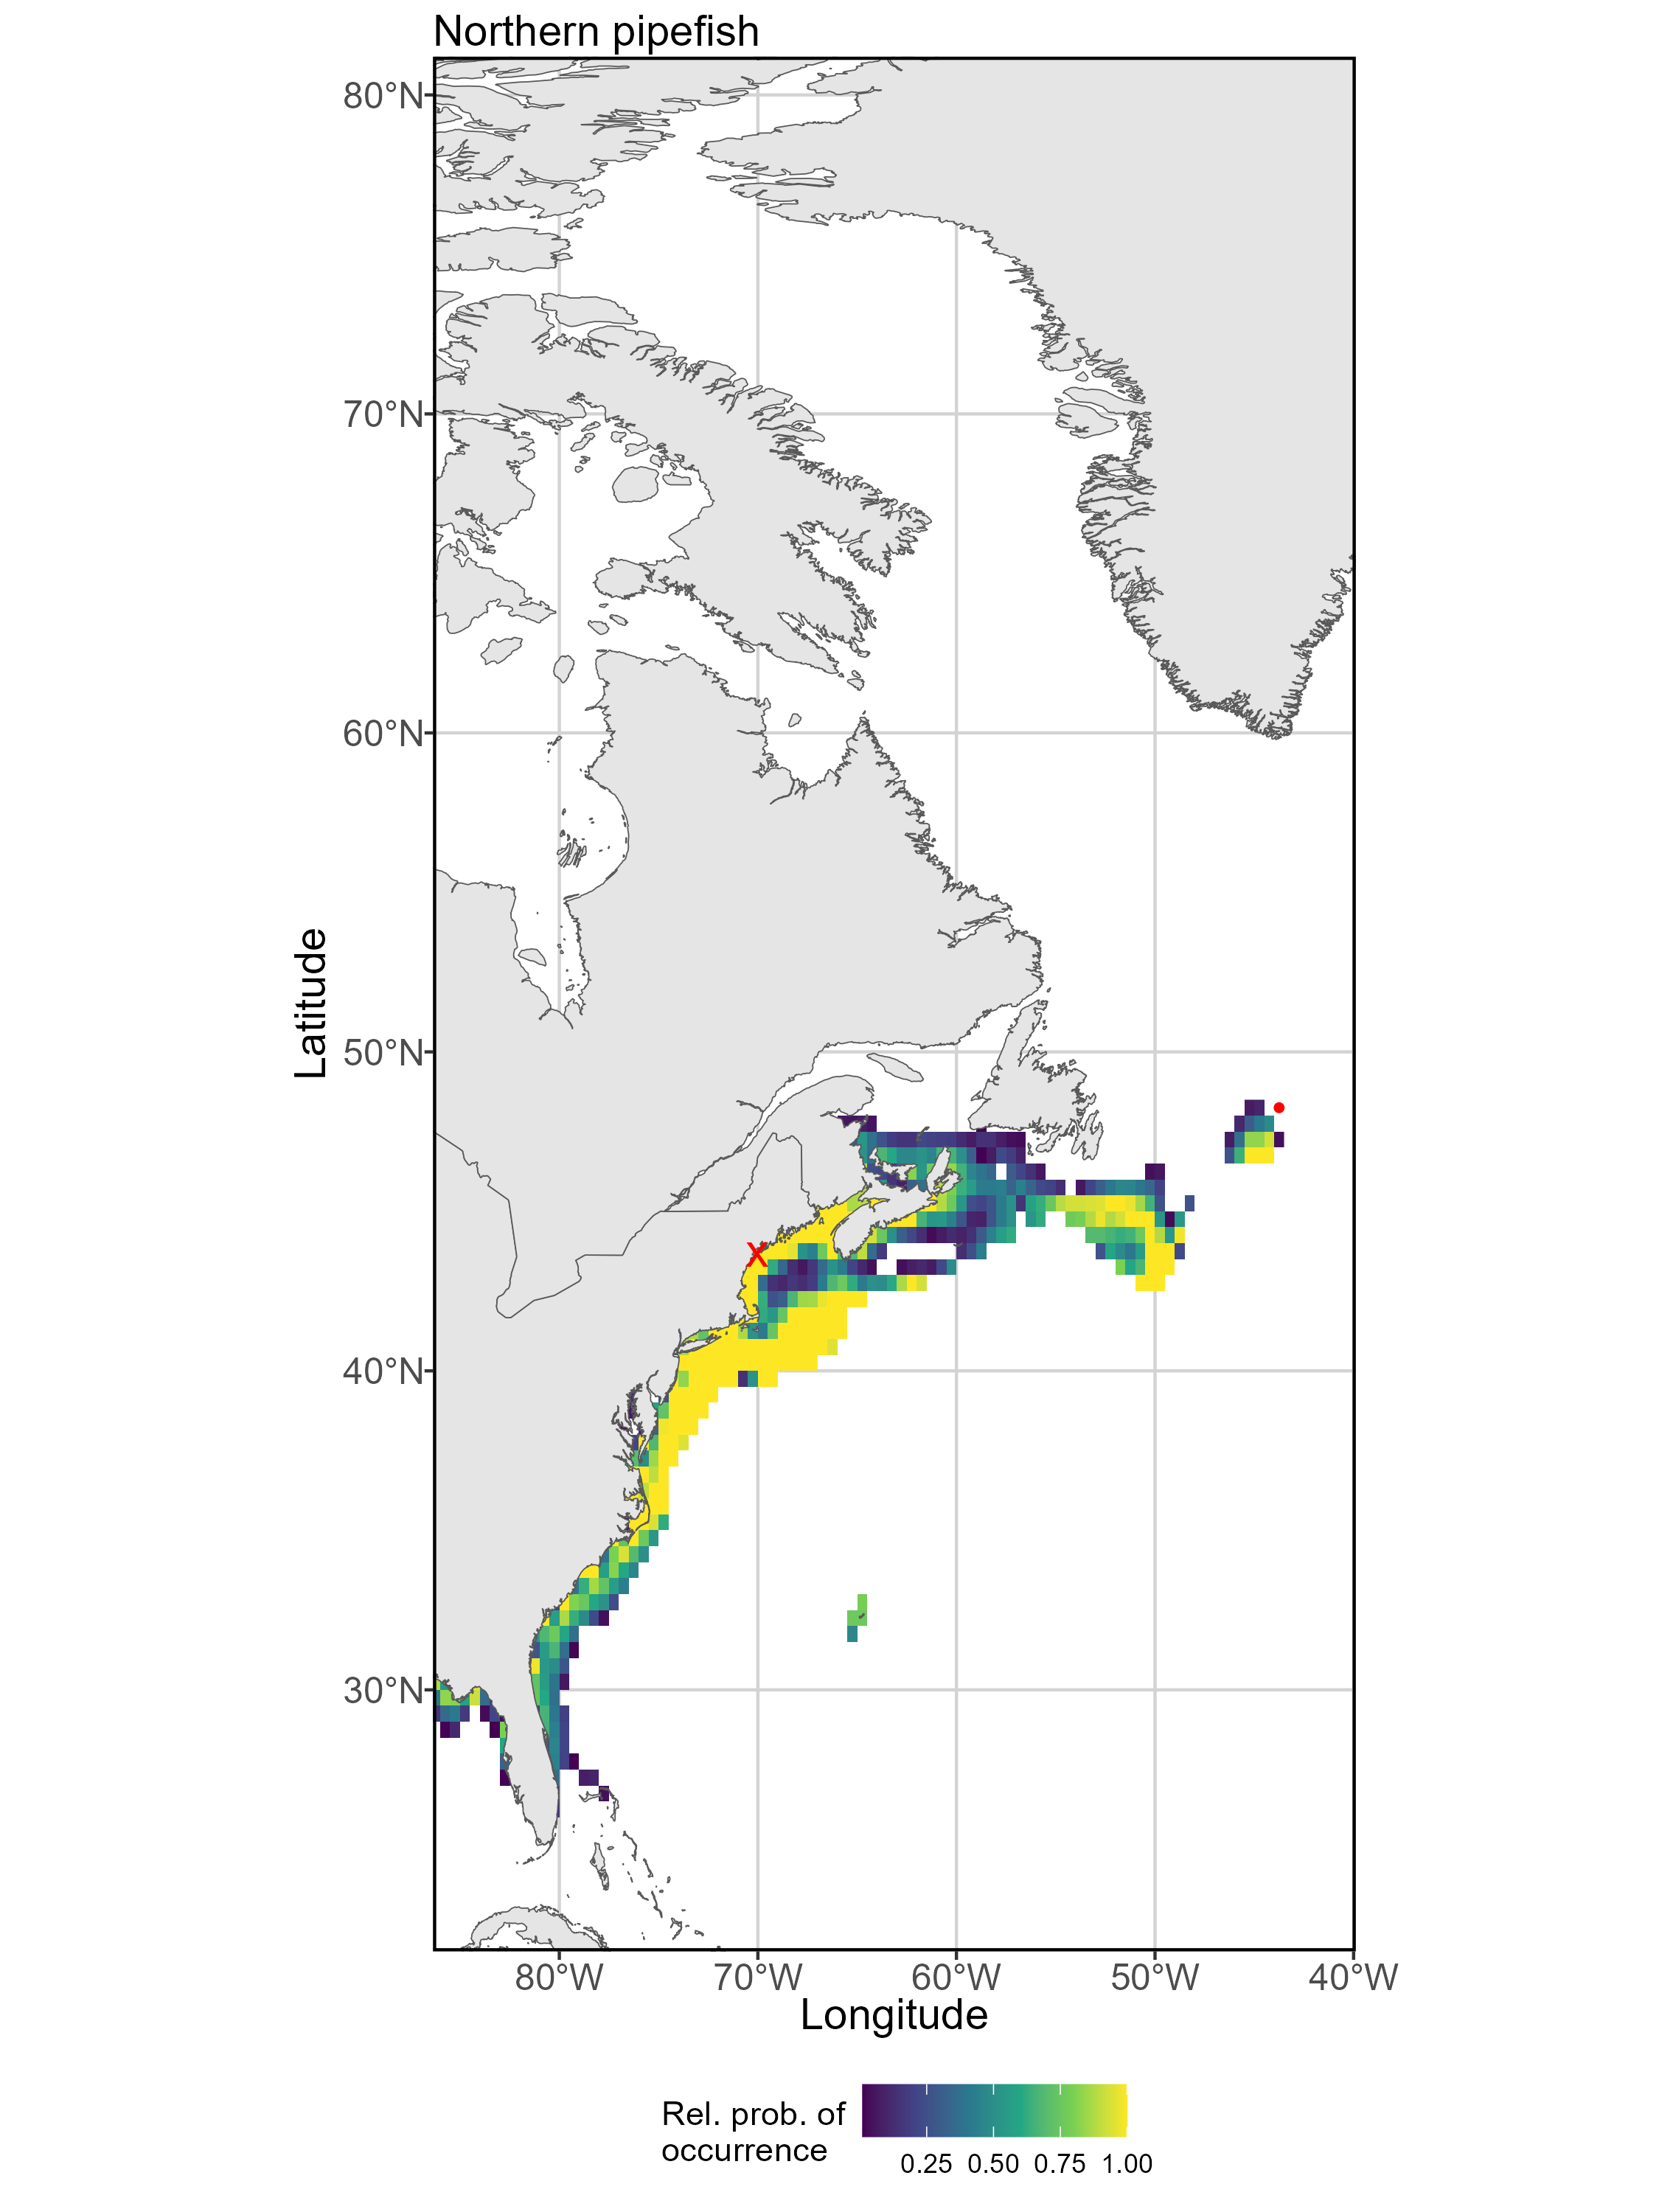 Northern pipefish
80°N
70°N
60°N
50°N
40°N
30°N
Latitude
X
80°W 70°W 60°W 50°W 40°W
Longitude
Rel. prob. of
occurrence
0.25 0.50 0.75 1.00